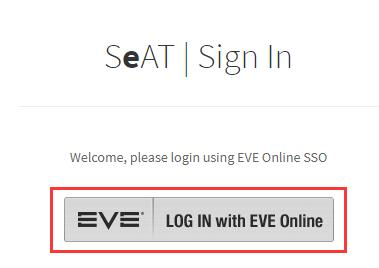 SeAT | Sign In
Welcome, please login using EVE Online SSO
EVE® LOG IN with EVE Online